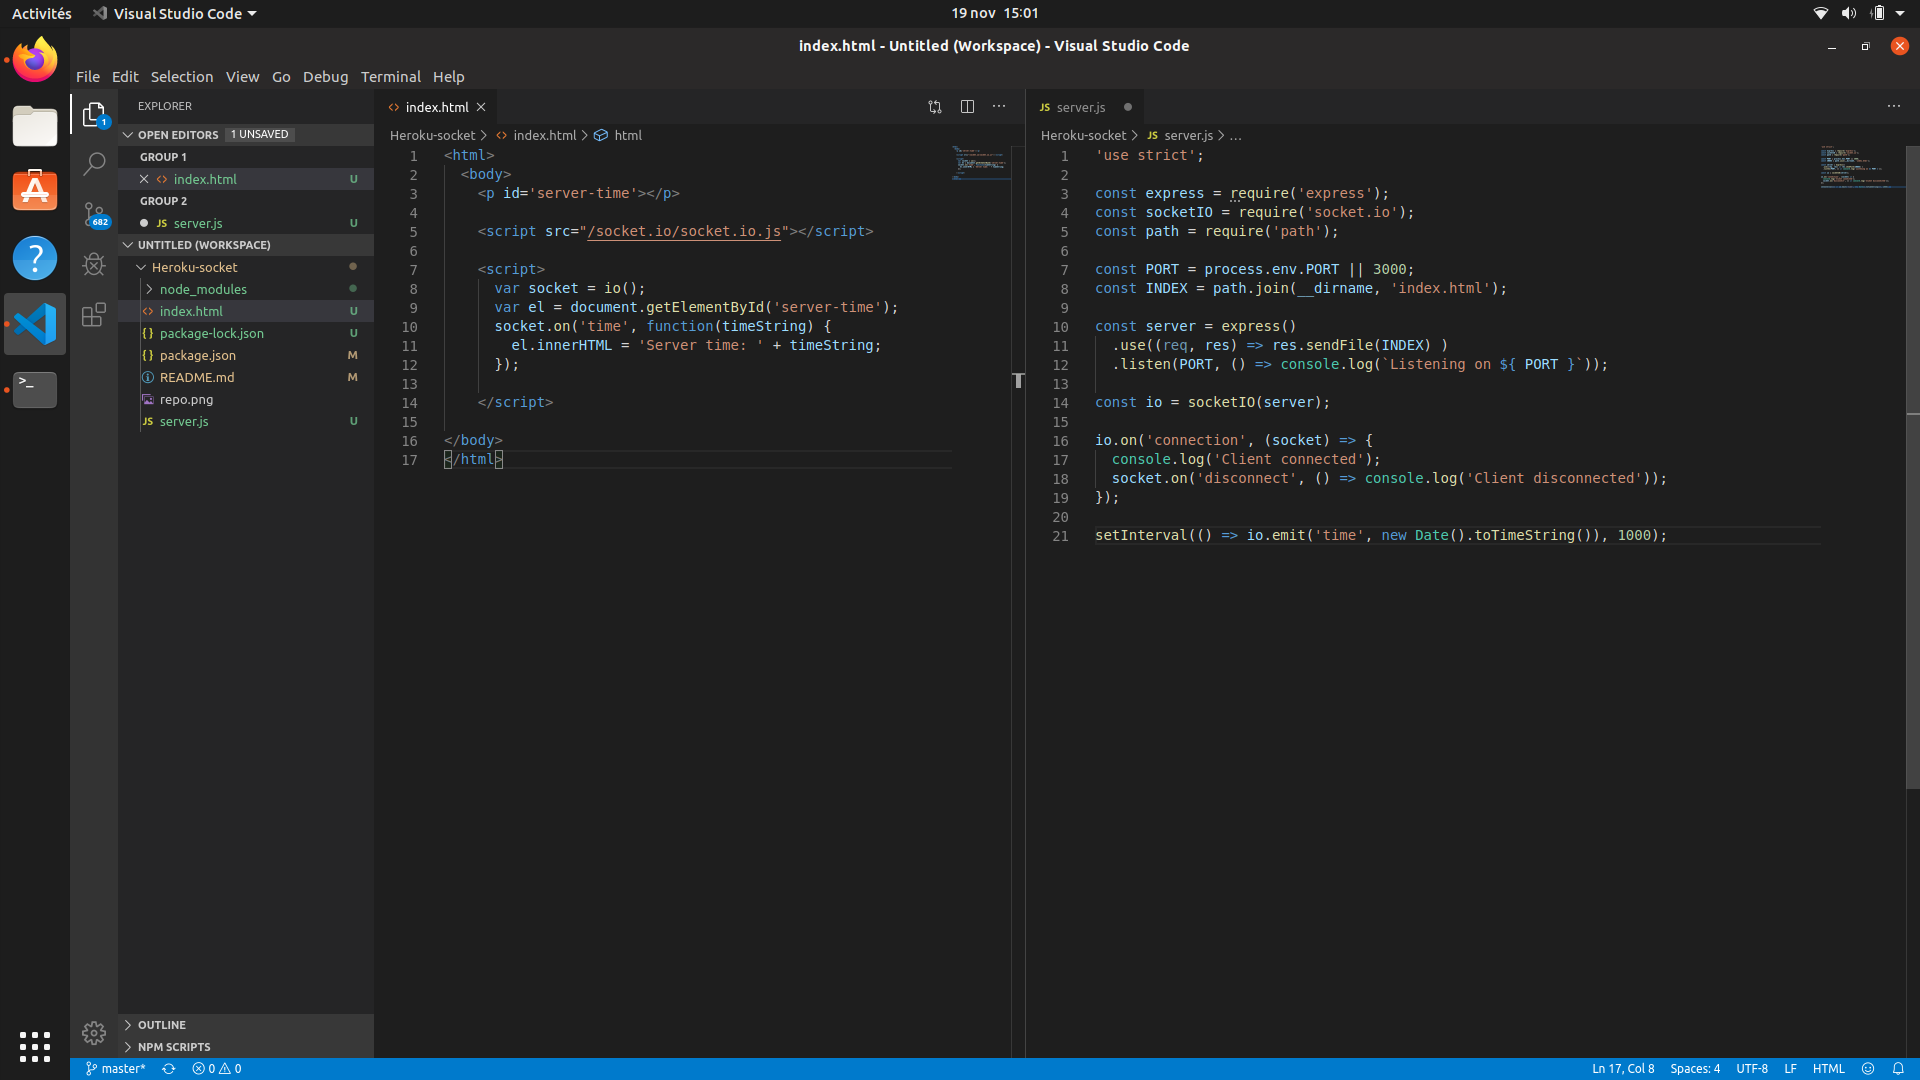 Activités Visual Studio Code 19 nov 15:01
index.html - Untitled (Workspace) - Visual Studio Code
File Edit Selection View Go Debug Terminal Help
EXPLORER
OPEN EDITORS 1 UNSAVED
GROUP 1
index.html U
GROUP 2
JS server.js U
UNTITLED (WORKSPACE)
Heroku-socket
node_modules
index.html U
package-lock.json U
package.json M
README.md M
repo.png
JS server.js U
OUTLINE
NPM SCRIPTS
1
682
index.html
Heroku-socket > index.html > html
1 <html>
2 <body>
3 <p id='server-time'></p>
4
5 <script src="/socket.io/socket.io.js"></script>
6
7 <script>
8 var socket = io();
9 var el = document.getElementById('server-time');
10 socket.on('time', function(timeString) {
11 el.innerHTML = 'Server time: ' + timeString;
12 });
13
14 </script>
15
16 </body>
17 </html>
JS server.js
Heroku-socket > JS server.js > ...
1 'use strict';
2
3 const express = require('express');
4 const socketIO = require('socket.io');
5 const path = require('path');
6
7 const PORT = process.env.PORT || 3000;
8 const INDEX = path.join(__dirname, 'index.html');
9
10 const server = express()
11 .use((req, res) => res.sendFile(INDEX) )
12 .listen(PORT, () => console.log(`Listening on ${ PORT }`));
13
14 const io = socketIO(server);
15
16 io.on('connection', (socket) => {
17 console.log('Client connected');
18 socket.on('disconnect', () => console.log('Client disconnected'));
19 });
20
21 setInterval(() => io.emit('time', new Date().toTimeString()), 1000);
master* 0 0 Ln 17, Col 8 Spaces: 4 UTF-8 LF HTML